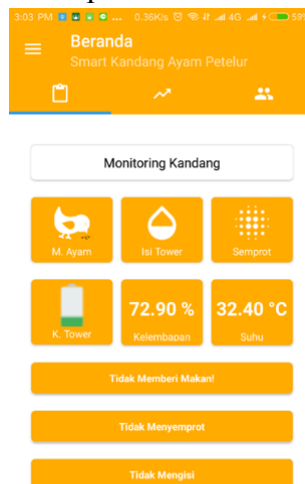 3:03 PM ... 0.36K/s 4G 59%
Beranda
Smart Kandang Ayam Petelur
Monitoring Kandang
M. Ayam Isi Tower Semprot
72.90 % 32.40 °C
K. Tower Kelembapan Suhu
Tidak Memberi Makan!
Tidak Menyemprot
Tidak Mengisi